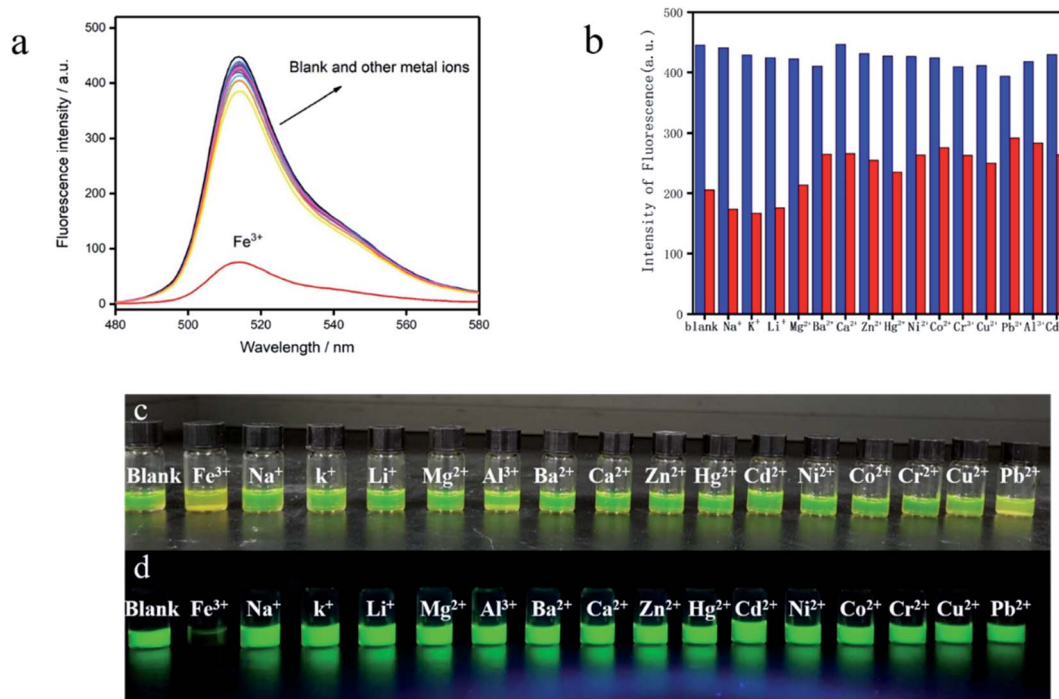 a
Fluorescence intensity / a.u.
500
400
300
200
100
0
Blank and other metal ions
Fe³⁺
480 500 520 540 560 580
Wavelength / nm
b
Intensity of Fluorescence(a.u.)
500
400
300
200
100
0
blank Na⁺ K⁺ Li⁺ Mg²⁺ Ba²⁺ Ca²⁺ Zn²⁺ Hg²⁺ Ni²⁺ Co²⁺ Cr³⁺ Cu²⁺ Pb²⁺ Al³⁺ Cd
c
Blank Fe³⁺ Na⁺ k⁺ Li⁺ Mg²⁺ Al³⁺ Ba²⁺ Ca²⁺ Zn²⁺ Hg²⁺ Cd²⁺ Ni²⁺ Co²⁺ Cr²⁺ Cu²⁺ Pb²⁺
d
Blank Fe³⁺ Na⁺ k⁺ Li⁺ Mg²⁺ Al³⁺ Ba²⁺ Ca²⁺ Zn²⁺ Hg²⁺ Cd²⁺ Ni²⁺ Co²⁺ Cr²⁺ Cu²⁺ Pb²⁺